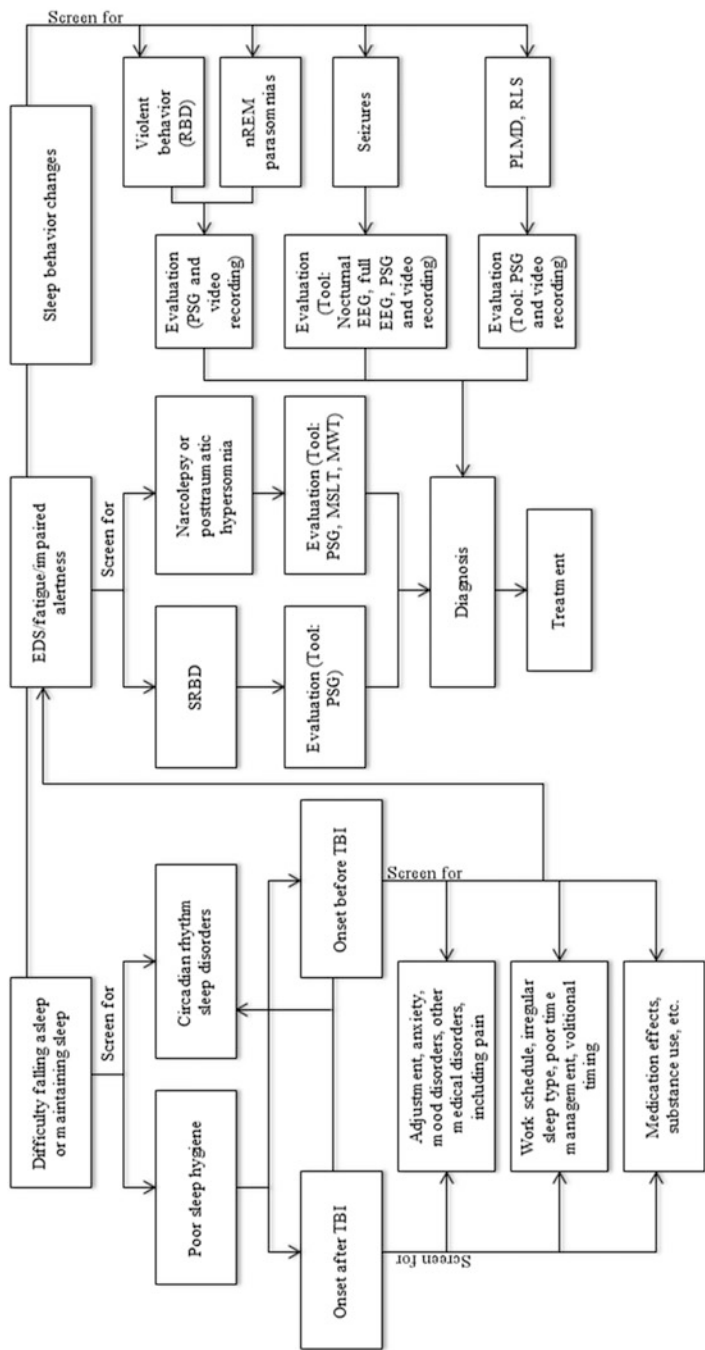 Difficulty falling asleep
or maintaining sleep
EDS/fatigue/impaired
alertness
Sleep behavior changes
Screen for
Poor sleep hygiene
Circadian rhythm
sleep disorders
Onset after TBI
Onset before TBI
Screen for
Screen for
Adjustment, anxiety,
mood disorders, other
medical disorders,
including pain
Work schedule, irregular
sleep type, poor time
management, volitional
timing
Medication effects,
substance use, etc.
Screen for
SRBD
Narcolepsy or
posttraumatic
hypersomnia
Evaluation (Tool:
PSG)
Evaluation (Tool:
PSG, MSLT, MWT)
Diagnosis
Treatment
Screen for
Violent
behavior
(RBD)
nREM
parasomnias
Seizures
PLMD, RLS
Evaluation
(PSG and
video
recording)
Evaluation
(Tool:
Nocturnal
EEG, full
EEG, PSG
and video
recording)
Evaluation
(Tool: PSG
and video
recording)